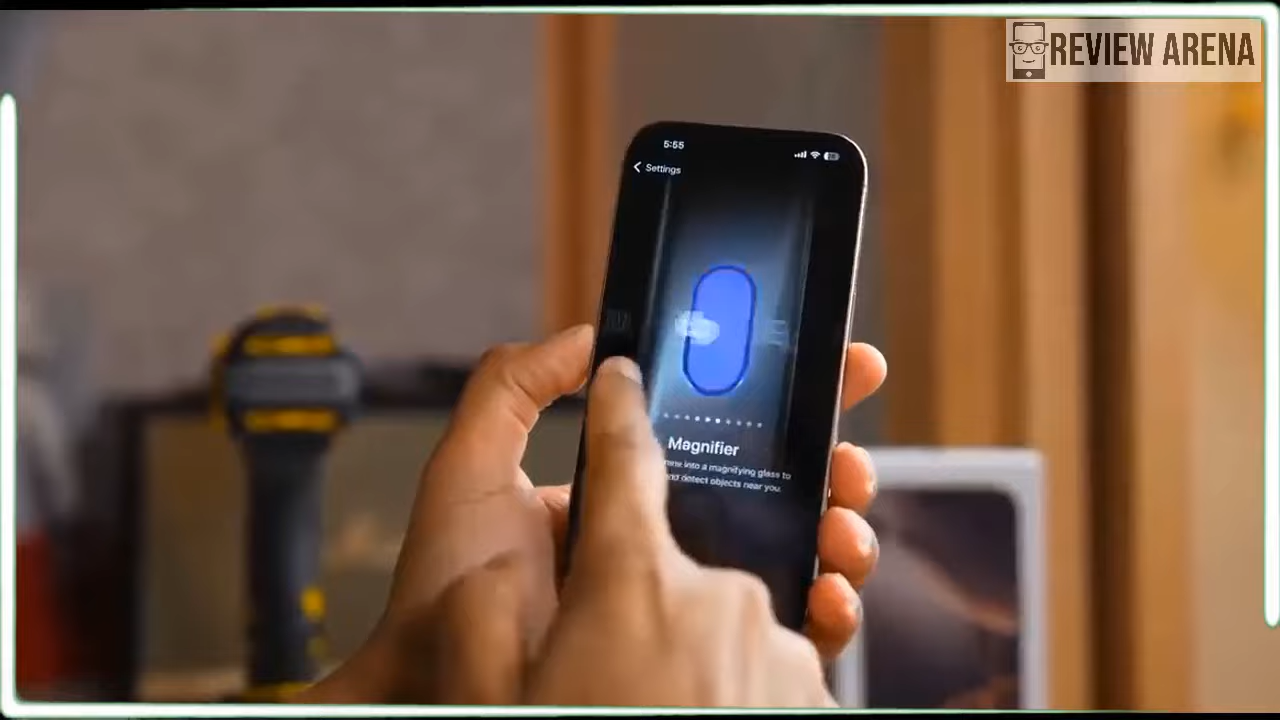 REVIEW ARENA
5:55
Settings
Magnifier
into a magnifying glass to
detect objects near you.